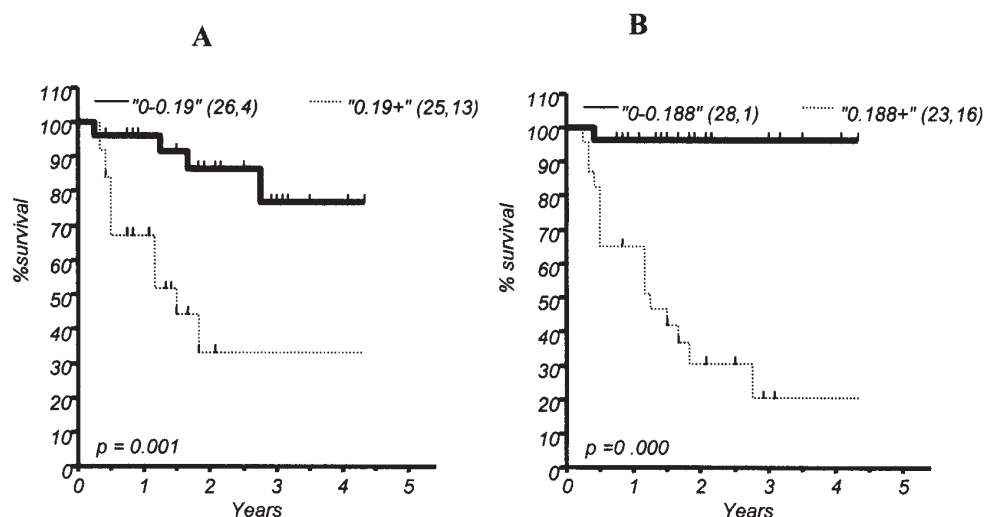 A
"0-0.19" (26,4)
"0.19+" (25,13)
110
100
90
80
70
60
50
40
30
20
10
0
%survival
p = 0.001
0 1 2 3 4 5
Years
B
"0-0.188" (28,1)
"0.188+" (23,16)
110
100
90
80
70
60
50
40
30
20
10
0
% survival
p =0 .000
0 1 2 3 4 5
Years